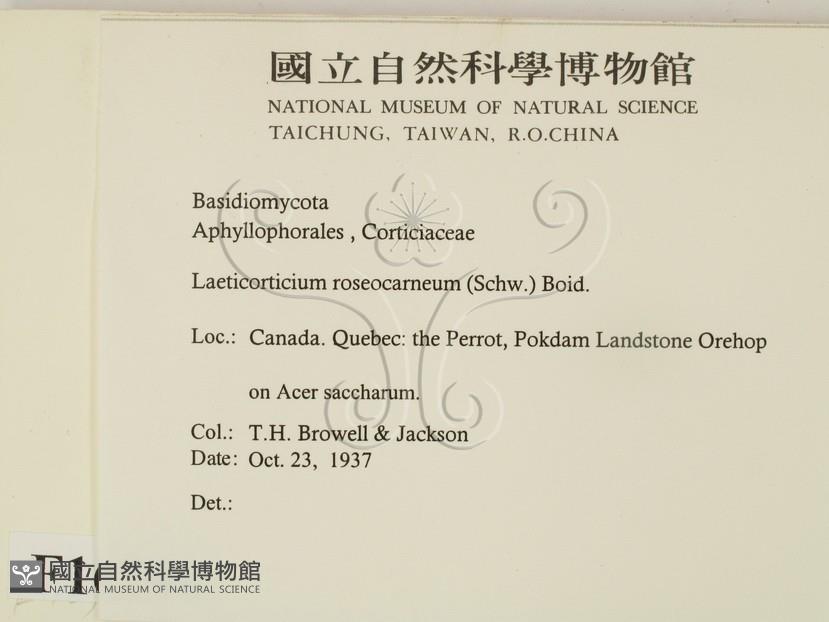 國立自然科學博物館
NATIONAL MUSEUM OF NATURAL SCIENCE
TAICHUNG, TAIWAN, R.O.CHINA
Basidiomycota
Aphyllophorales , Corticiaceae
Laeticorticium roseocarneum (Schw.) Boid.
Loc.: Canada. Quebec: the Perrot, Pokdam Landstone Orehop
on Acer saccharum.
Col.: T.H. Browell & Jackson
Date: Oct. 23, 1937
Det.:
國立自然科學博物館
NATIONAL MUSEUM OF NATURAL SCIENCE